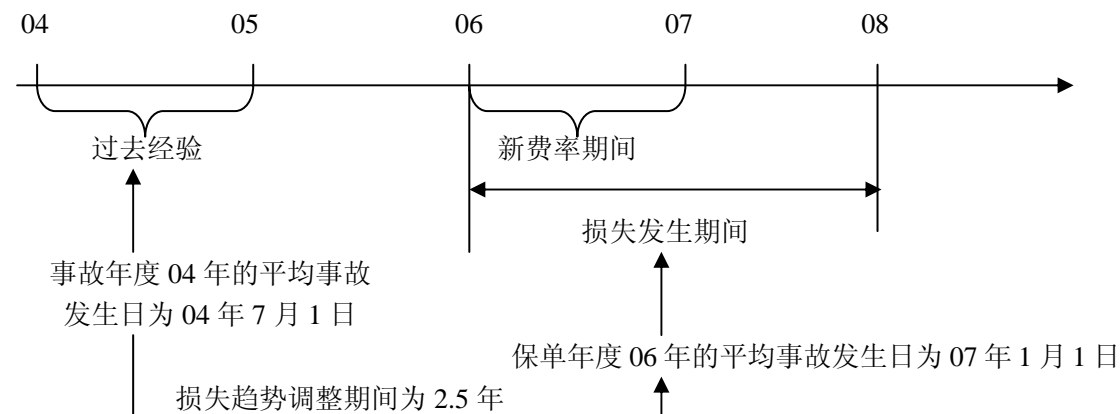 04 05 06 07 08
过去经验
新费率期间
损失发生期间
事故年度 04 年的平均事故
发生日为 04 年 7 月 1 日
保单年度 06 年的平均事故发生日为 07 年 1 月 1 日
损失趋势调整期间为 2.5 年